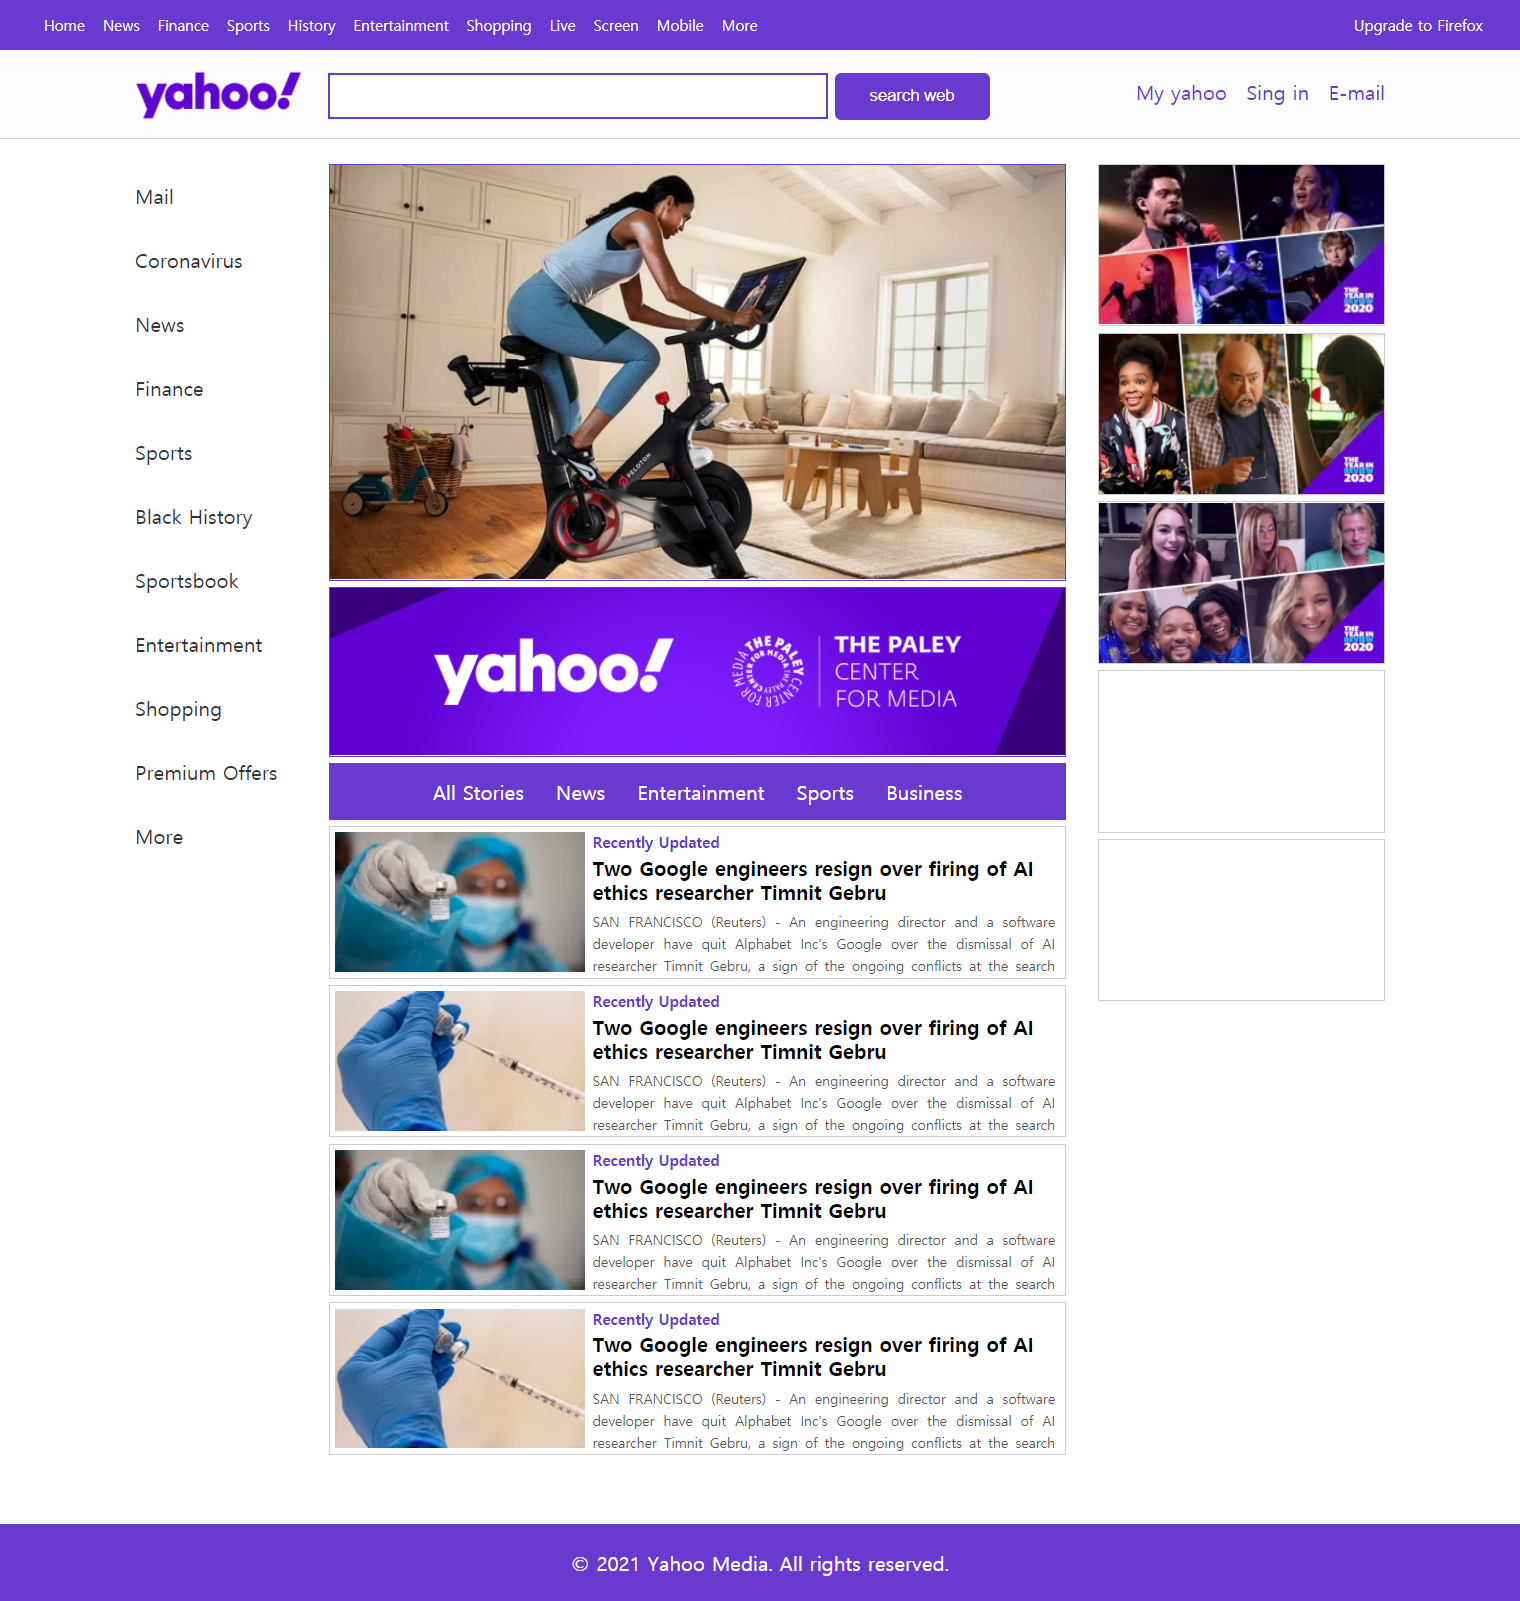 Home News Finance Sports History Entertainment Shopping Live Screen Mobile More Upgrade to Firefox
yahoo! search web My yahoo Sing in E-mail
Mail
Coronavirus
News
Finance
Sports
Black History
Sportsbook
Entertainment
Shopping
Premium Offers
More
PELOTON
yahoo!
CENTER FOR MEDIA THE PALEY
THE PALEY
CENTER
FOR MEDIA
All Stories News Entertainment Sports Business
Recently Updated
Two Google engineers resign over firing of AI
ethics researcher Timnit Gebru
SAN FRANCISCO (Reuters) - An engineering director and a software
developer have quit Alphabet Inc's Google over the dismissal of AI
researcher Timnit Gebru, a sign of the ongoing conflicts at the search
Recently Updated
Two Google engineers resign over firing of AI
ethics researcher Timnit Gebru
SAN FRANCISCO (Reuters) - An engineering director and a software
developer have quit Alphabet Inc's Google over the dismissal of AI
researcher Timnit Gebru, a sign of the ongoing conflicts at the search
Recently Updated
Two Google engineers resign over firing of AI
ethics researcher Timnit Gebru
SAN FRANCISCO (Reuters) - An engineering director and a software
developer have quit Alphabet Inc's Google over the dismissal of AI
researcher Timnit Gebru, a sign of the ongoing conflicts at the search
Recently Updated
Two Google engineers resign over firing of AI
ethics researcher Timnit Gebru
SAN FRANCISCO (Reuters) - An engineering director and a software
developer have quit Alphabet Inc's Google over the dismissal of AI
researcher Timnit Gebru, a sign of the ongoing conflicts at the search
THE
YEAR IN
REVIEW
2020
THE
YEAR IN
REVIEW
2020
THE
YEAR IN
REVIEW
2020
© 2021 Yahoo Media. All rights reserved.